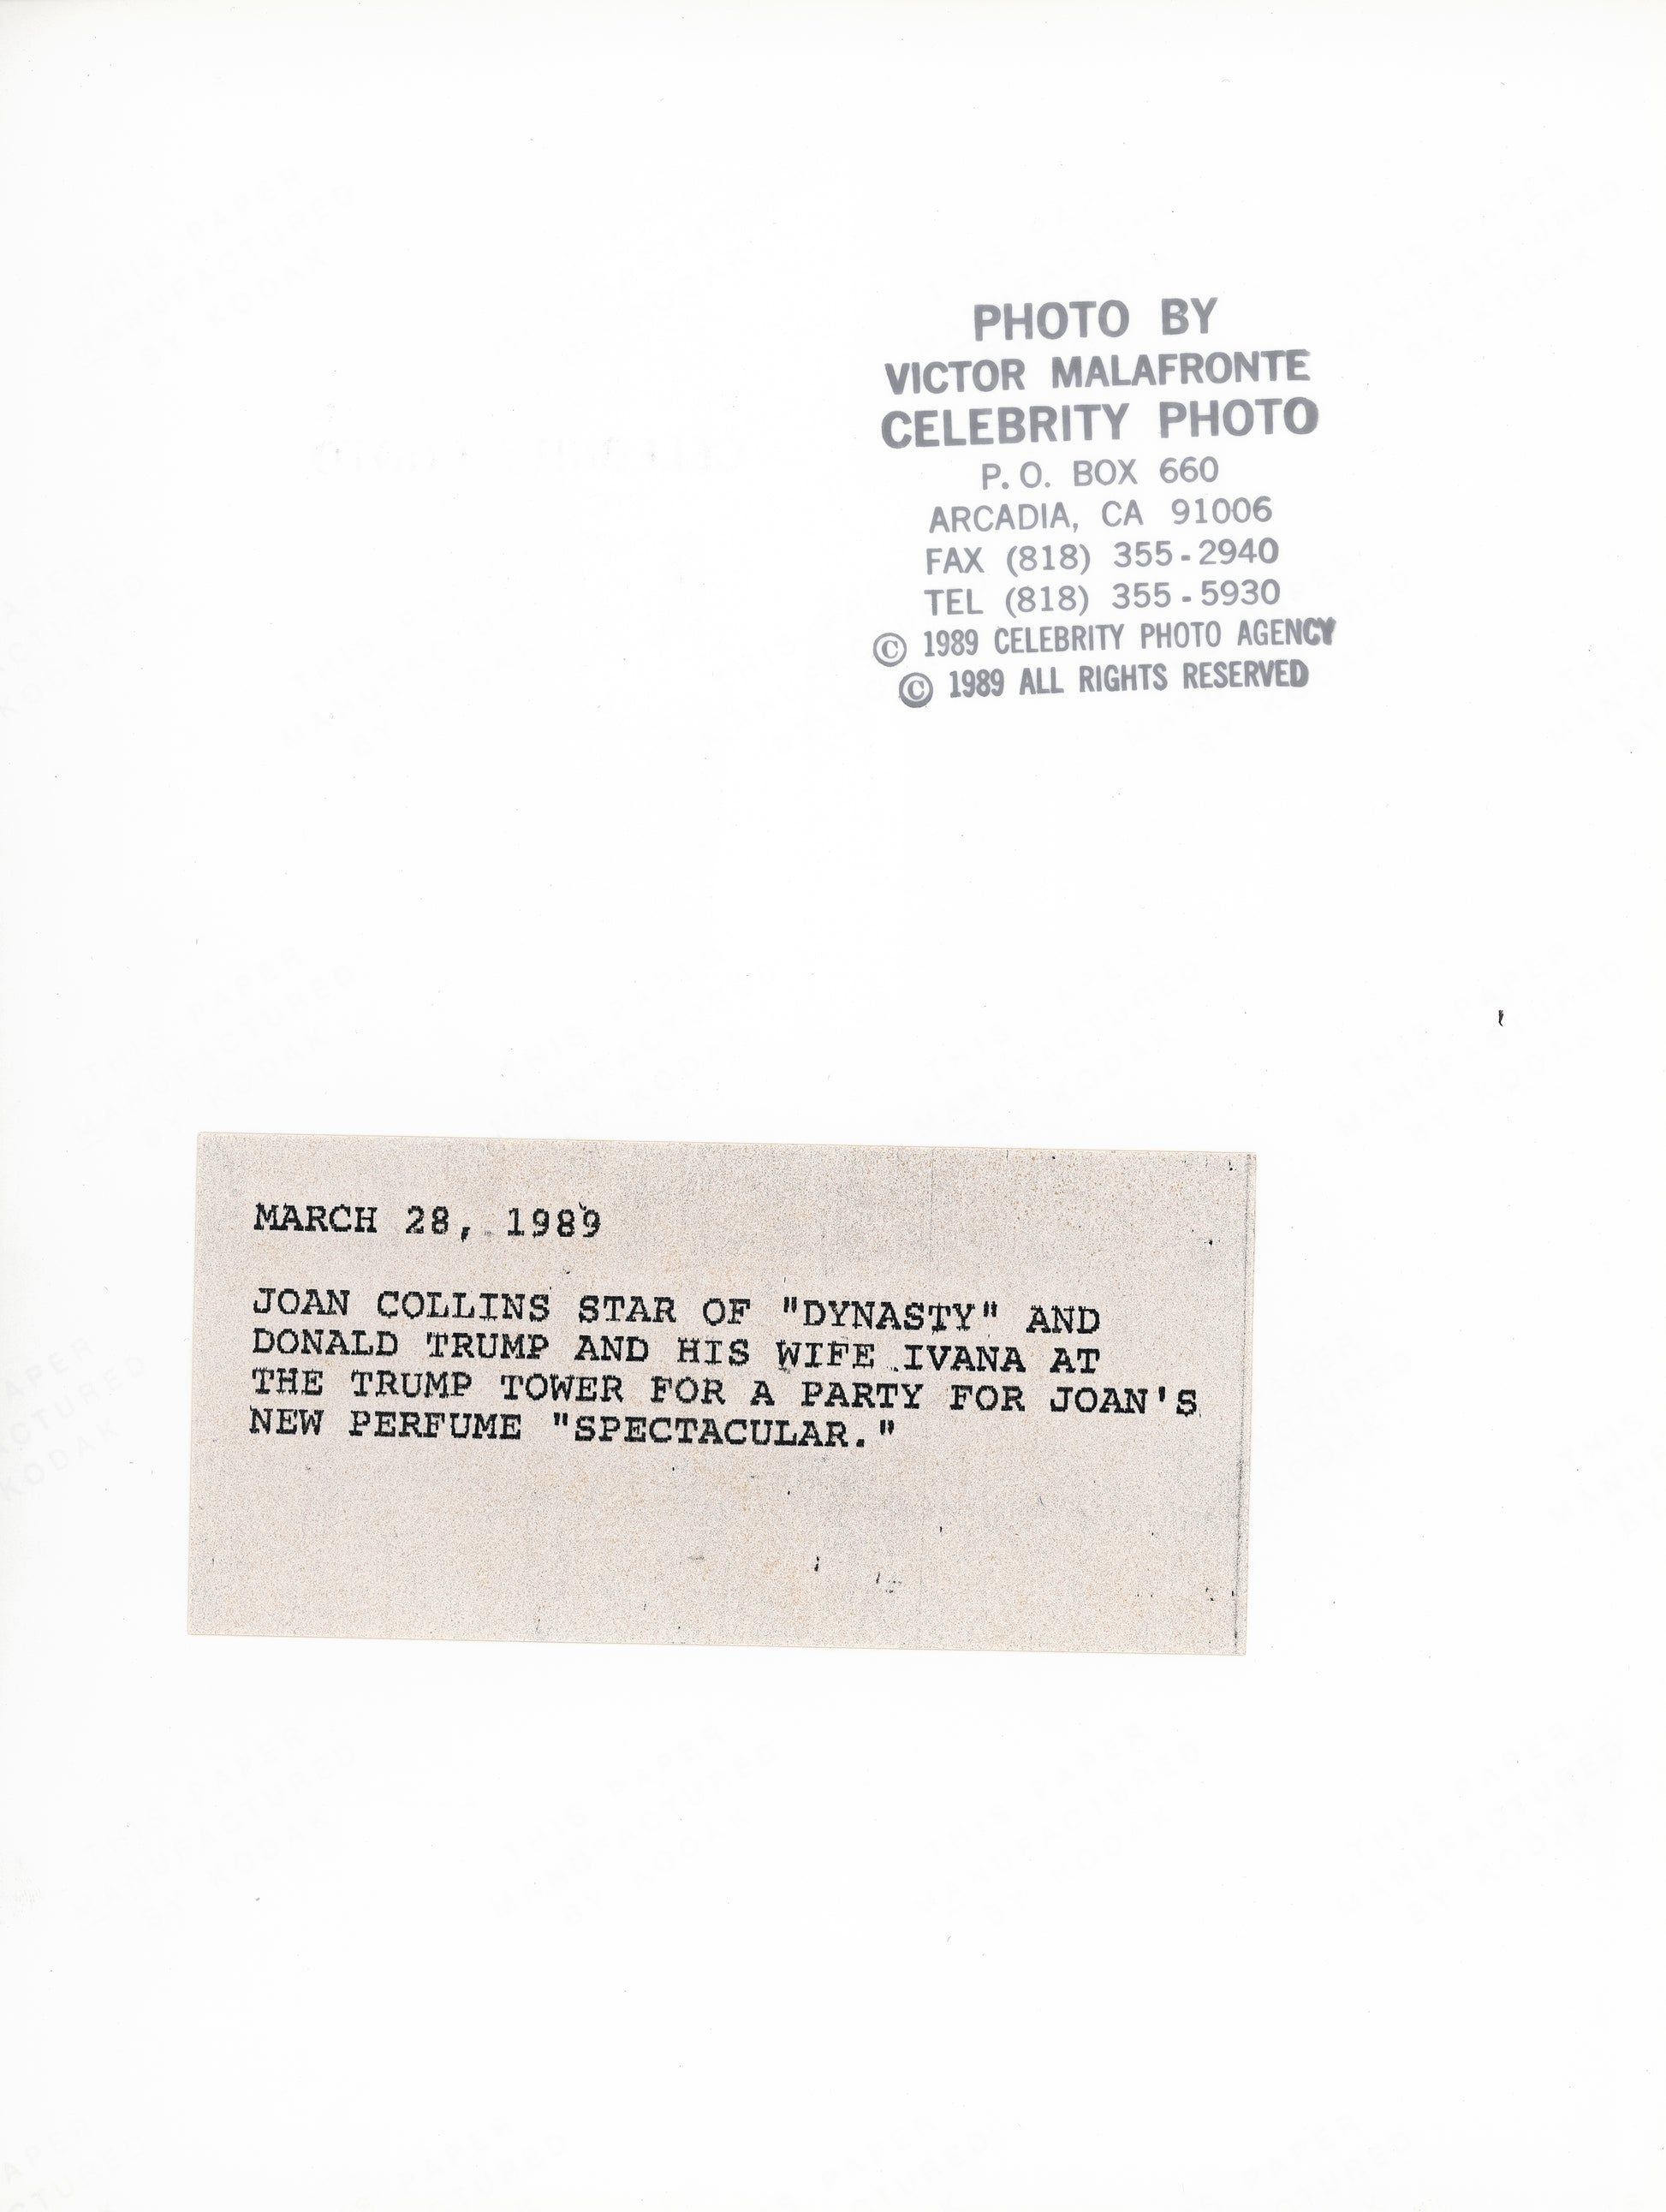 PHOTO BY
VICTOR MALAFRONTE
CELEBRITY PHOTO
P.O. BOX 660
ARCADIA, CA 91006
FAX (818) 355-2940
TEL (818) 355-5930
© 1989 CELEBRITY PHOTO AGENCY
© 1989 ALL RIGHTS RESERVED
MARCH 28, 1989
JOAN COLLINS STAR OF "DYNASTY" AND
DONALD TRUMP AND HIS WIFE IVANA AT
THE TRUMP TOWER FOR A PARTY FOR JOAN'S
NEW PERFUME "SPECTACULAR."